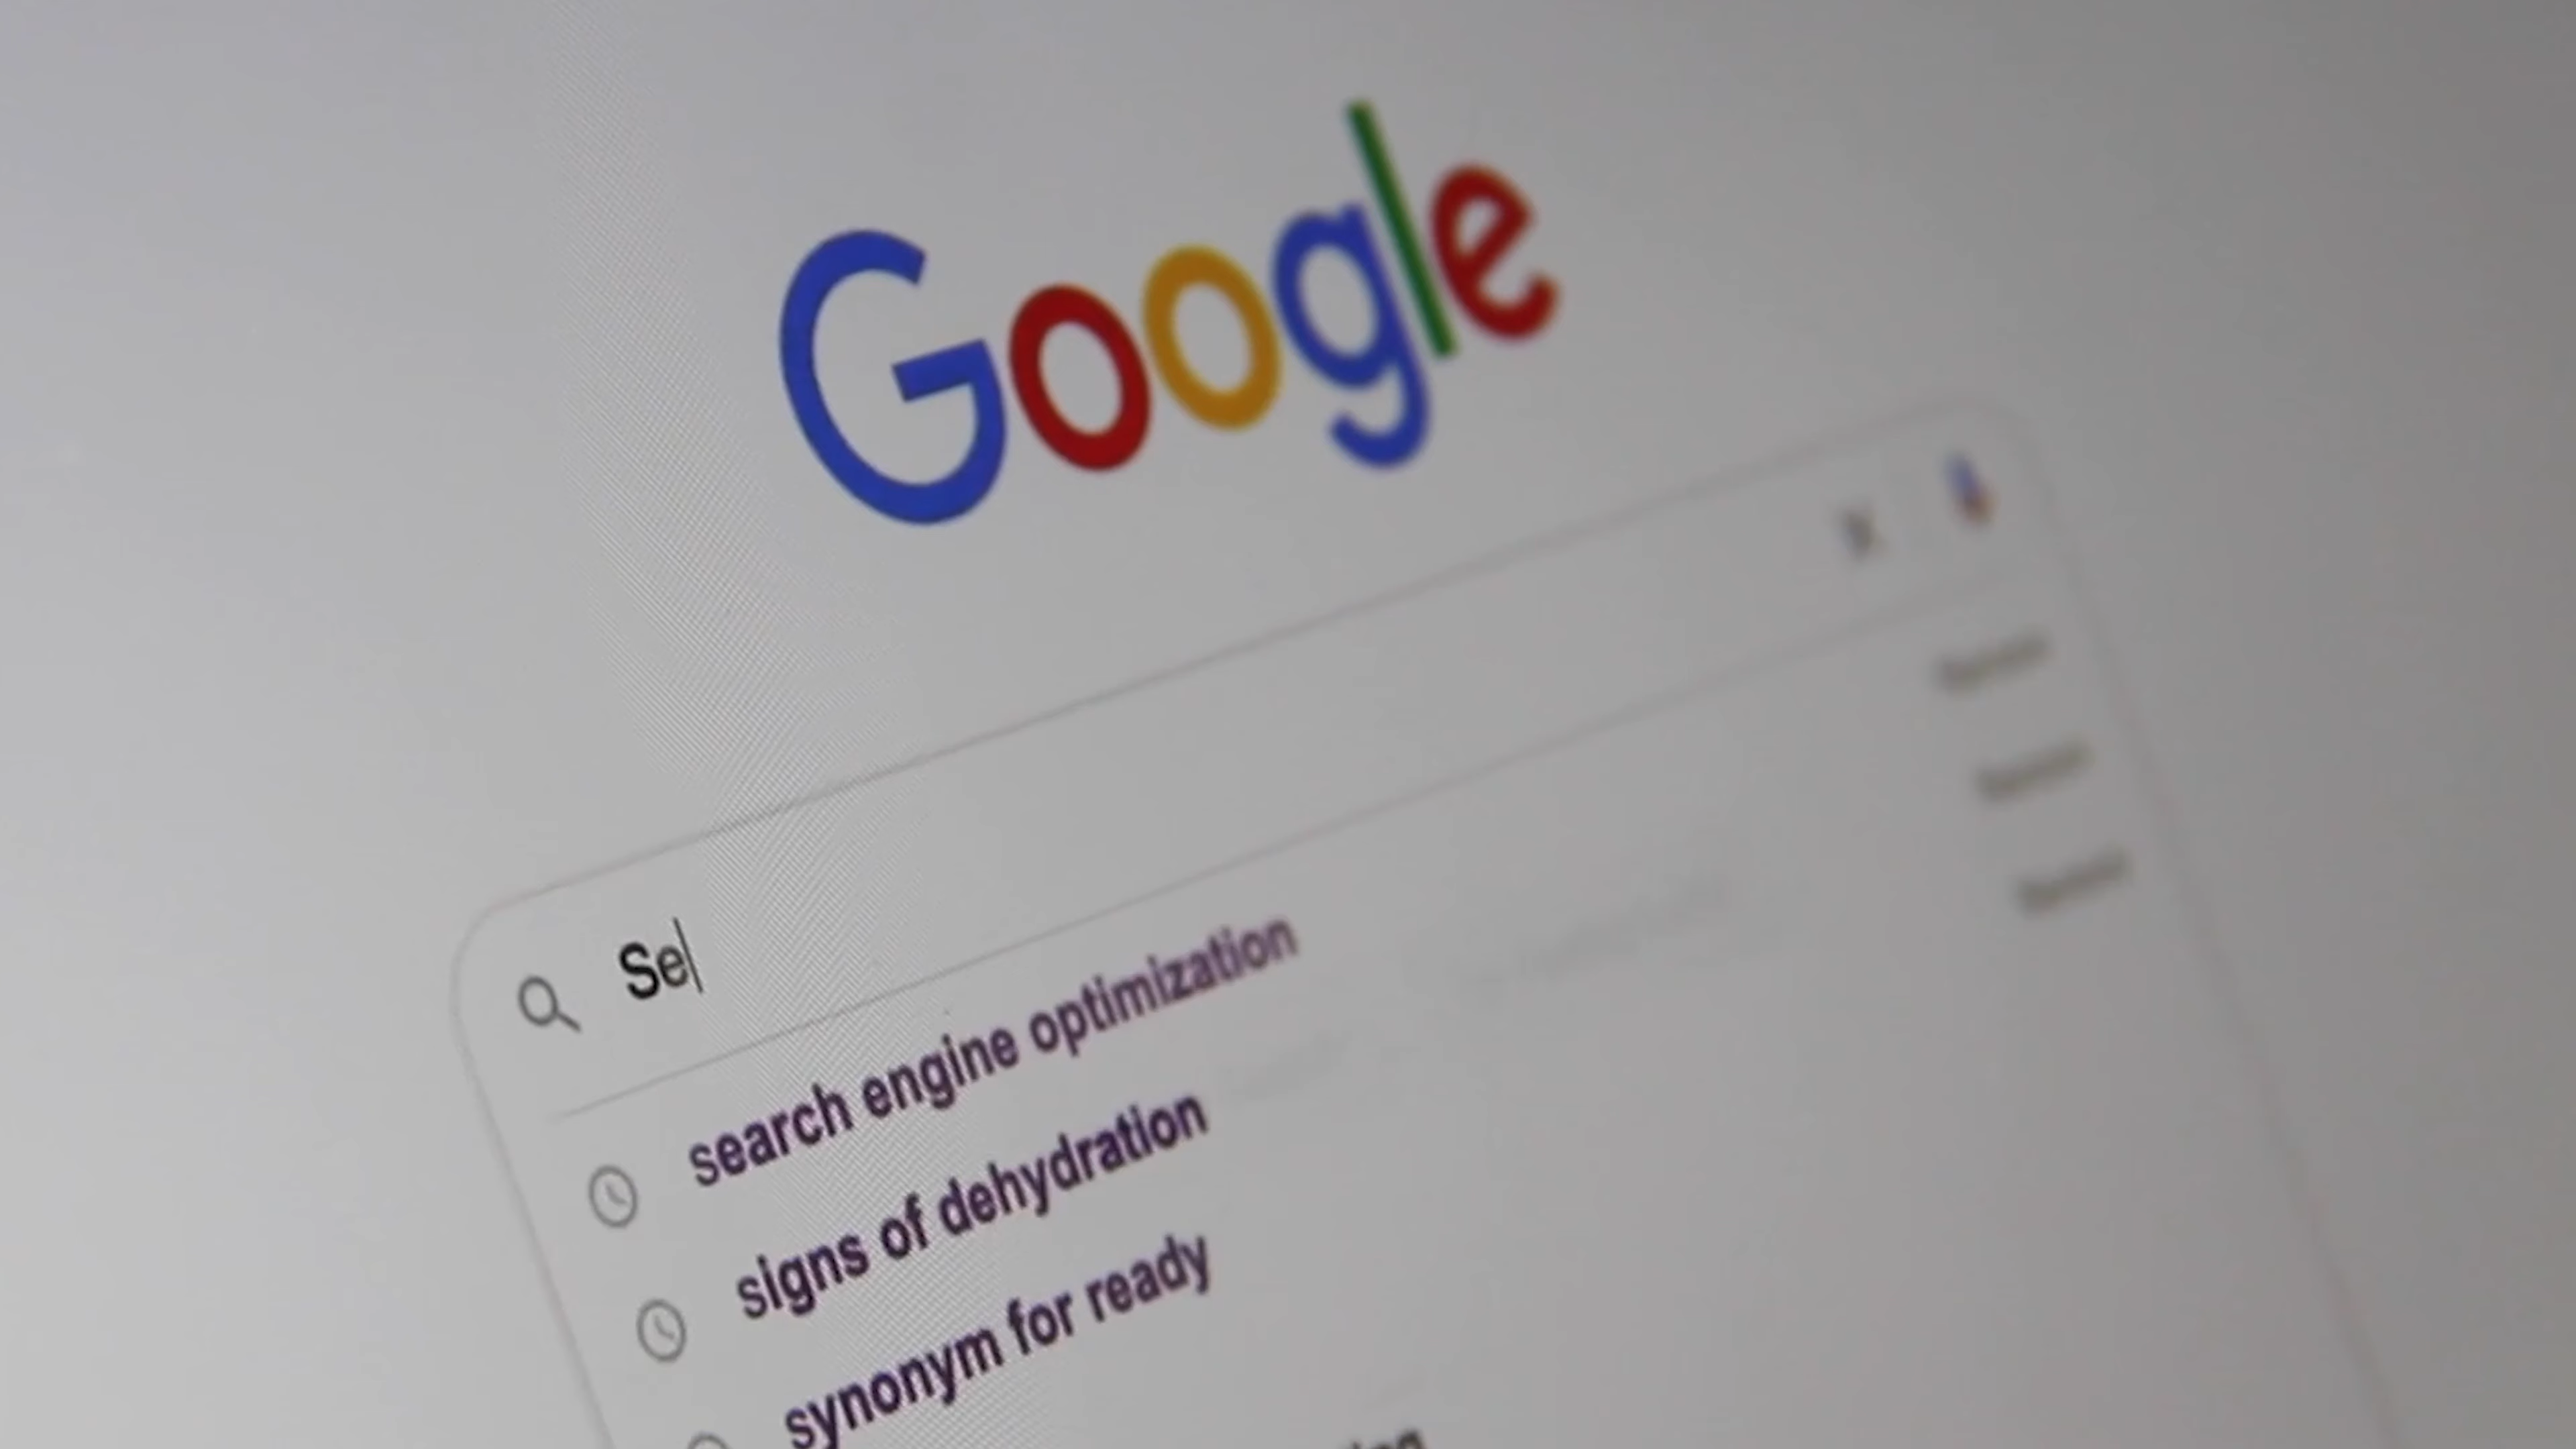 Google
Se
search engine optimization
signs of dehydration
synonym for ready